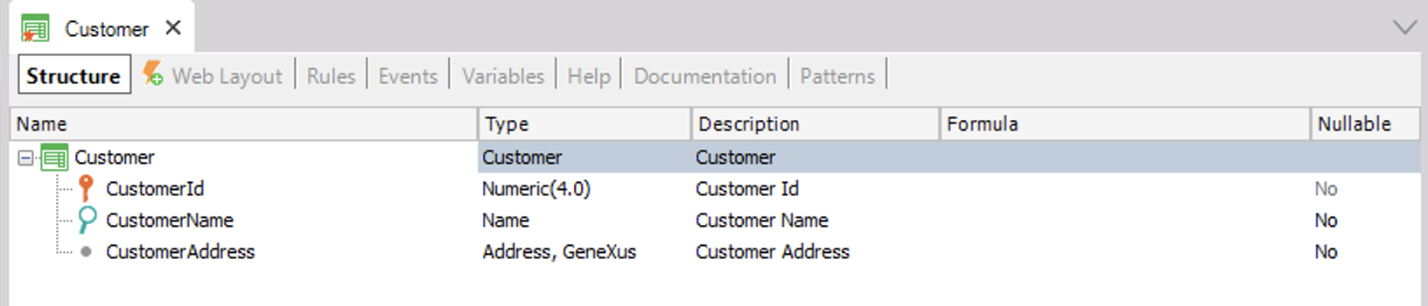 Customer
Structure Web Layout Rules Events Variables Help Documentation Patterns
Name Type Description Formula Nullable
Customer Customer Customer
CustomerId Numeric(4.0) Customer Id No
CustomerName Name Customer Name No
CustomerAddress Address, GeneXus Customer Address No